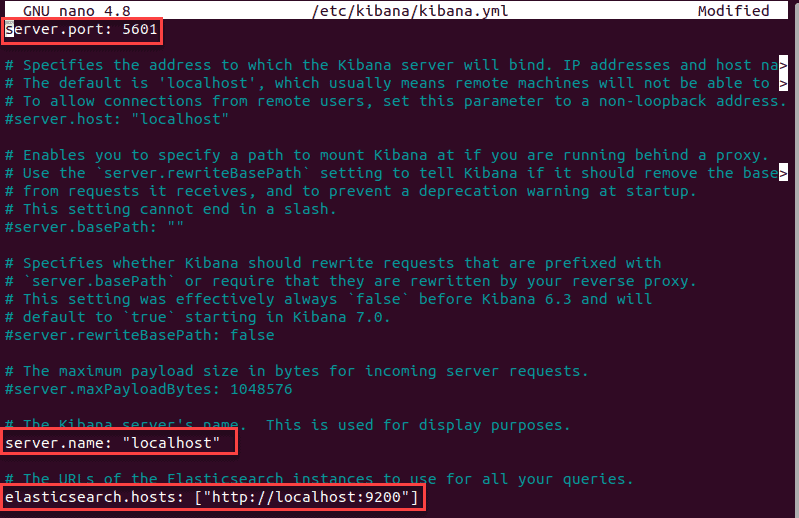 GNU nano 4.8 /etc/kibana/kibana.yml Modified
server.port: 5601
# Specifies the address to which the Kibana server will bind. IP addresses and host na>
# The default is 'localhost', which usually means remote machines will not be able to >
# To allow connections from remote users, set this parameter to a non-loopback address.
#server.host: "localhost"
# Enables you to specify a path to mount Kibana at if you are running behind a proxy.
# Use the `server.rewriteBasePath` setting to tell Kibana if it should remove the base>
# from requests it receives, and to prevent a deprecation warning at startup.
# This setting cannot end in a slash.
#server.basePath: ""
# Specifies whether Kibana should rewrite requests that are prefixed with
# `server.basePath` or require that they are rewritten by your reverse proxy.
# This setting was effectively always `false` before Kibana 6.3 and will
# default to `true` starting in Kibana 7.0.
#server.rewriteBasePath: false
# The maximum payload size in bytes for incoming server requests.
#server.maxPayloadBytes: 1048576
# The Kibana server's name.  This is used for display purposes.
server.name: "localhost"
# The URLs of the Elasticsearch instances to use for all your queries.
elasticsearch.hosts: ["http://localhost:9200"]